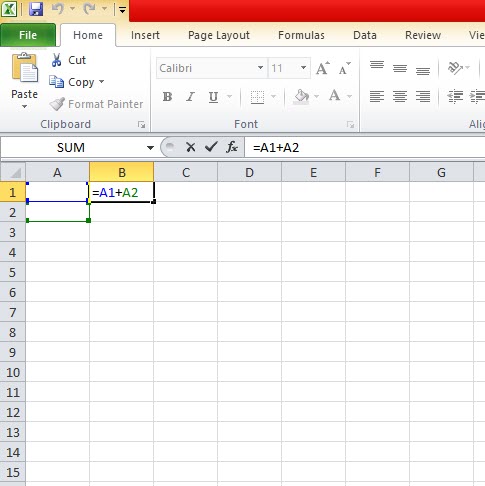 File Home Insert Page Layout Formulas Data Review Vie
Cut
Copy
Format Painter
Paste
Clipboard
Calibri 11 A A
B I U A
Font
Alig
SUM fx =A1+A2
A B C D E F G
1 =A1+A2
2
3
4
5
6
7
8
9
10
11
12
13
14
15